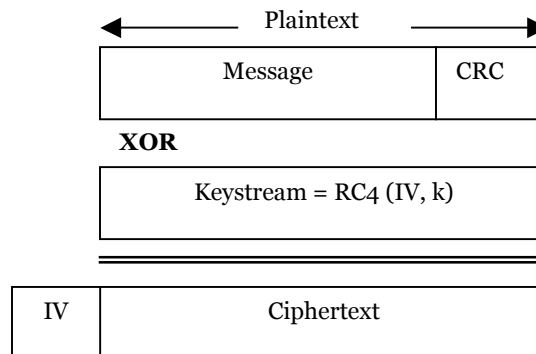 Plaintext
Message CRC
XOR
Keystream = RC4 (IV, k)
IV Ciphertext